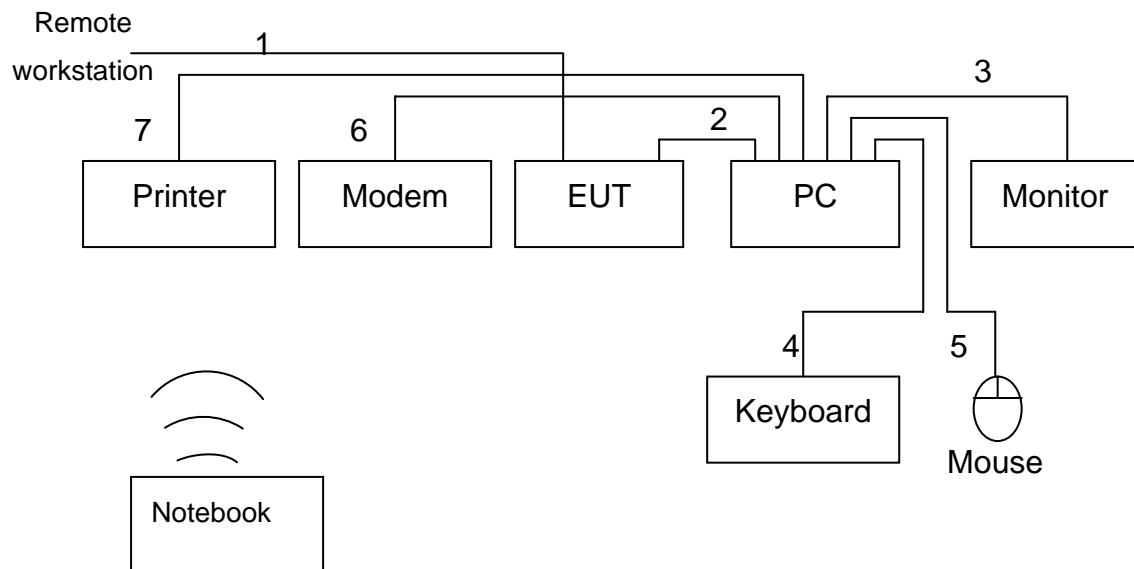 Remote
workstation
1
3
7
6
2
Printer
Modem
EUT
PC
Monitor
4
5
Keyboard
Mouse
Notebook